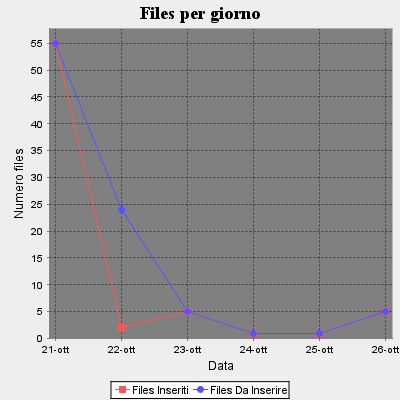 Files per giorno
Numero files
55
50
45
40
35
30
25
20
15
10
5
0
21-ott 22-ott 23-ott 24-ott 25-ott 26-ott
Data
Files Inseriti Files Da Inserire